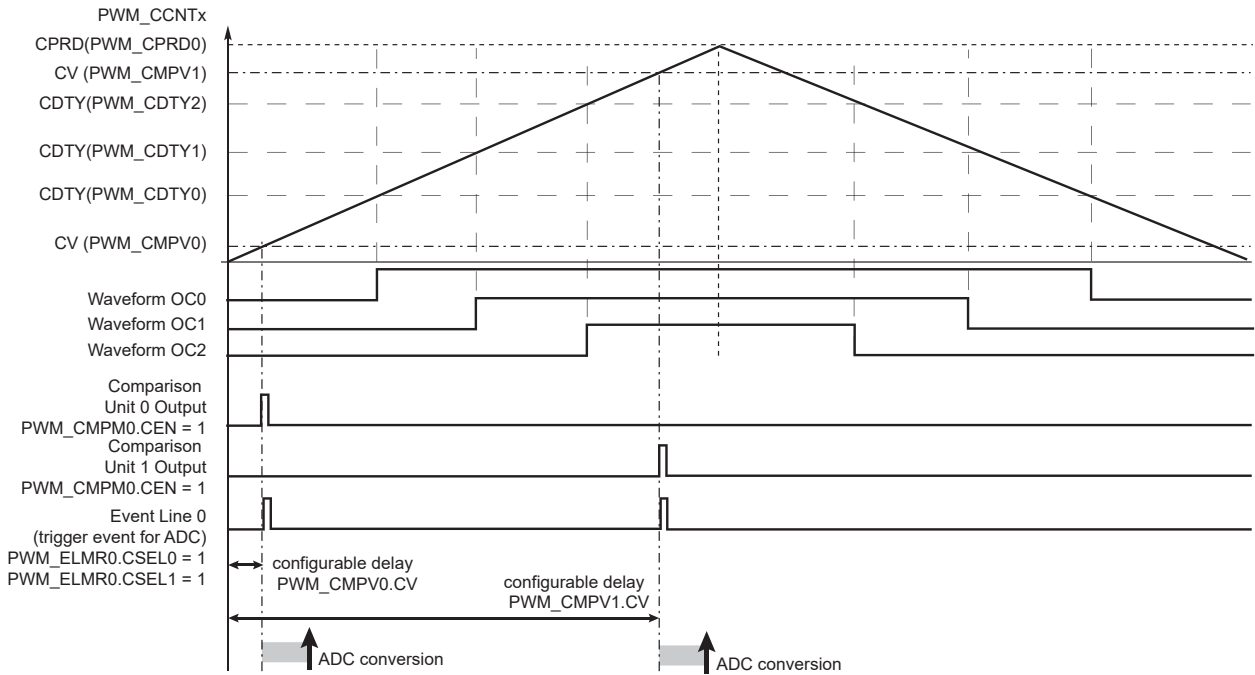 PWM_CCNTx
CPRD(PWM_CPRD0)
CV (PWM_CMPV1)
CDTY(PWM_CDTY2)
CDTY(PWM_CDTY1)
CDTY(PWM_CDTY0)
CV (PWM_CMPV0)
Waveform OC0
Waveform OC1
Waveform OC2
Comparison
Unit 0 Output
PWM_CMPM0.CEN = 1
Comparison
Unit 1 Output
PWM_CMPM0.CEN = 1
Event Line 0
(trigger event for ADC)
PWM_ELMR0.CSEL0 = 1
PWM_ELMR0.CSEL1 = 1
configurable delay
PWM_CMPV0.CV
configurable delay
PWM_CMPV1.CV
ADC conversion
ADC conversion